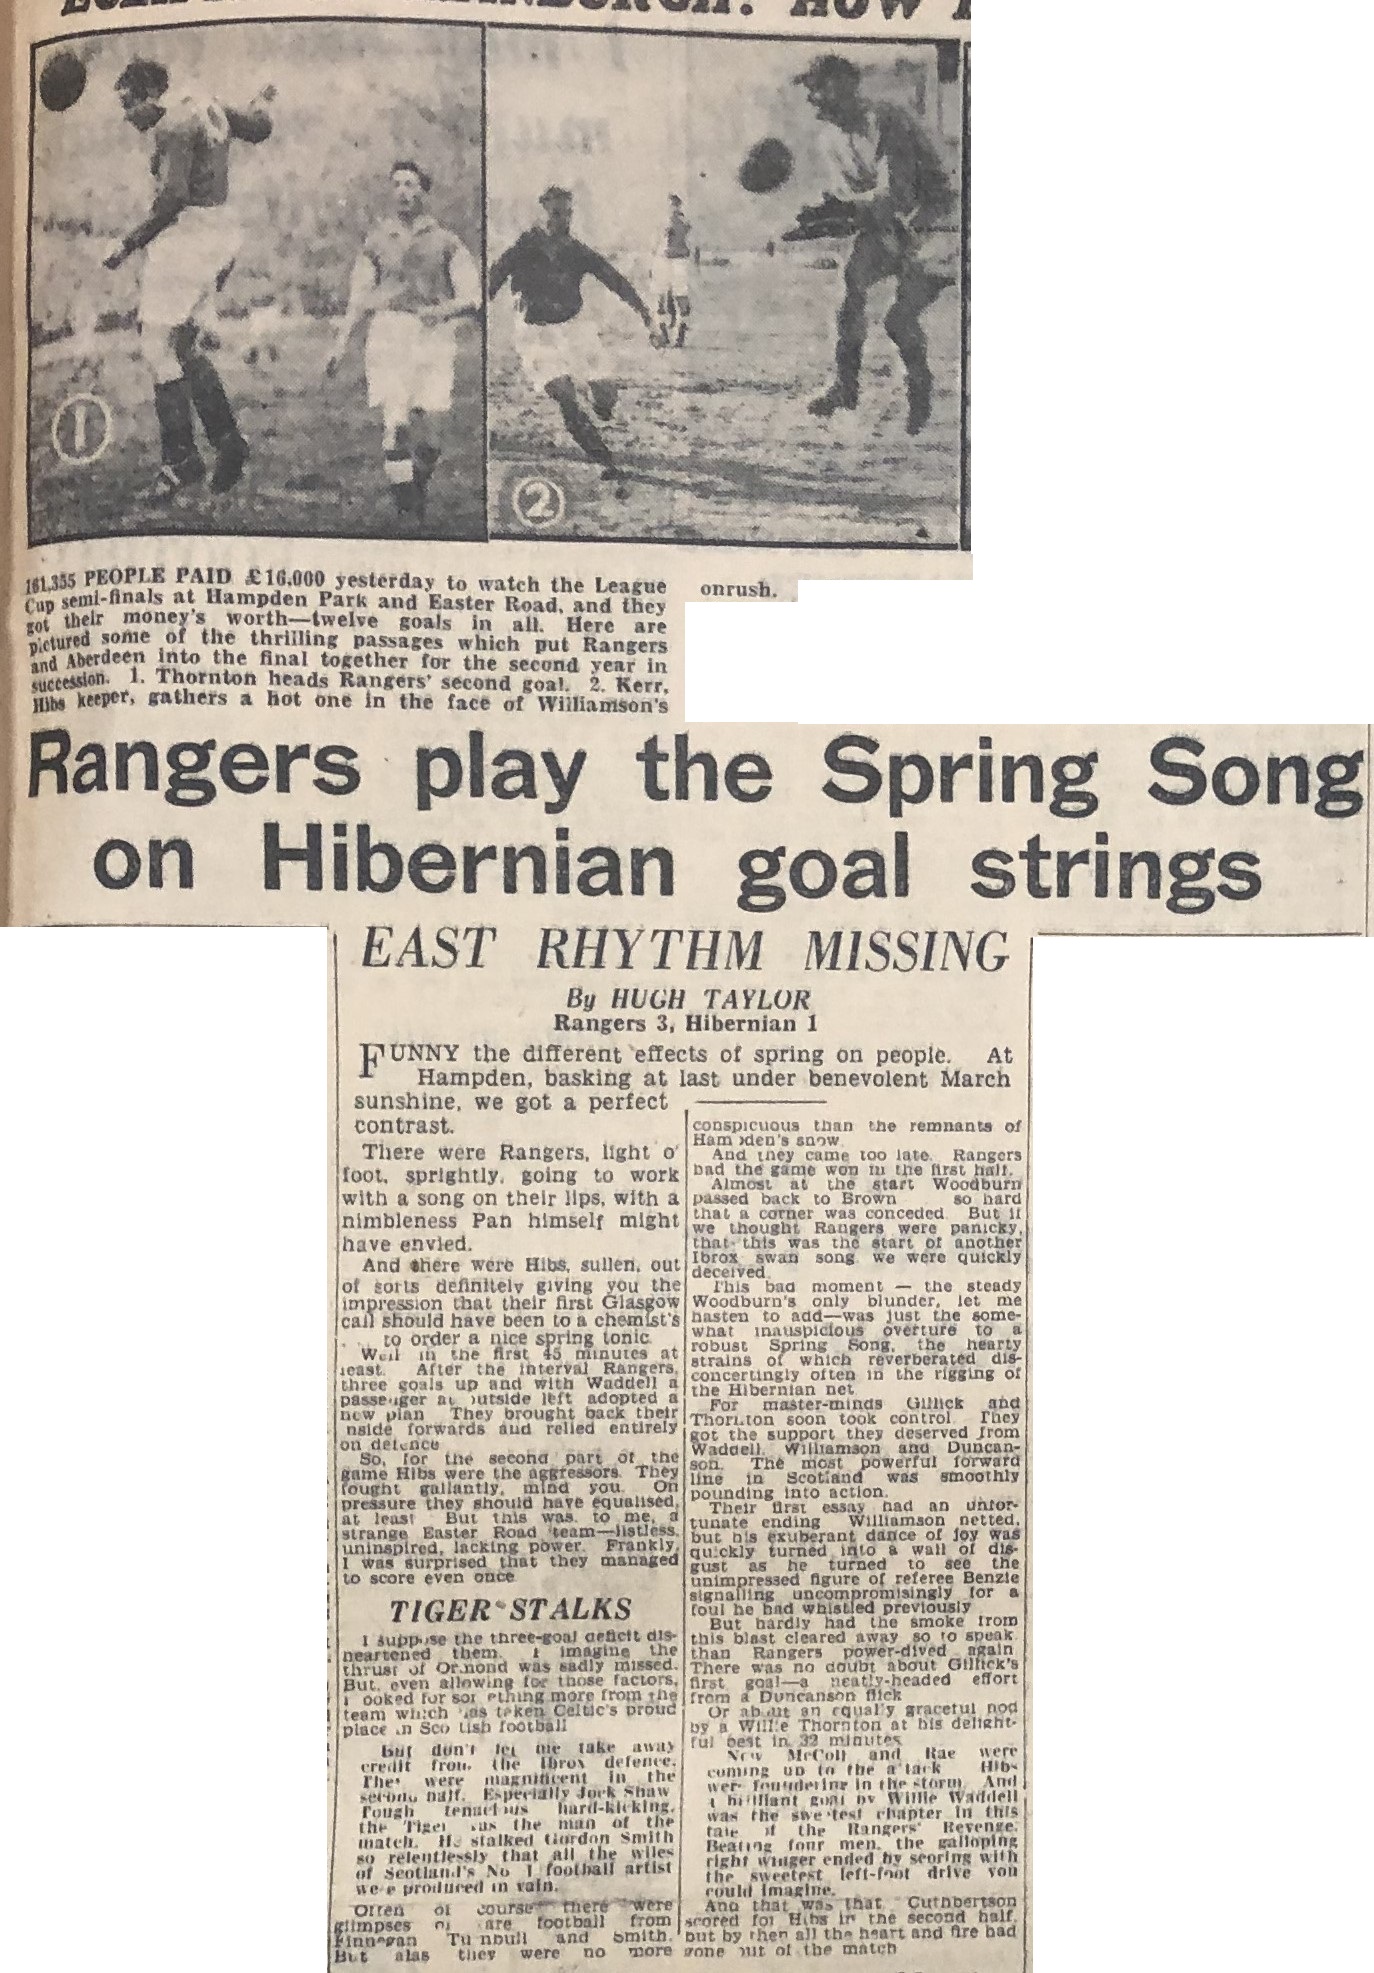 1
2
161,355 PEOPLE PAID £16,000 yesterday to watch the League
Cup semi-finals at Hampden Park and Easter Road, and they
got their money's worth—twelve goals in all. Here are
pictured some of the thrilling passages which put Rangers
and Aberdeen into the final together for the second year in
succession. 1. Thornton heads Rangers' second goal. 2. Kerr,
Hibs keeper, gathers a hot one in the face of Williamson's
onrush.
Rangers play the Spring Song
on Hibernian goal strings
EAST RHYTHM MISSING
By HUGH TAYLOR
Rangers 3, Hibernian 1
FUNNY the different effects of spring on people. At
Hampden, basking at last under benevolent March
sunshine, we got a perfect
contrast.
There were Rangers, light o'
foot, sprightly, going to work
with a song on their lips, with a
nimbleness Pan himself might
have envied.
And there were Hibs, sullen, out
of sorts definitely giving you the
impression that their first Glasgow
call should have been to a chemist's
to order a nice spring tonic
Well in the first 45 minutes at
least. After the interval Rangers,
three goals up and with Waddell a
passenger at outside left adopted a
new plan They brought back their
inside forwards and relied entirely
on defence
So, for the second part of the
game Hibs were the aggressors. They
fought gallantly, mind you. On
pressure they should have equalised,
at least But this was, to me, a
strange Easter Road team—listless,
uninspired, lacking power. Frankly,
I was surprised that they managed
to score even once
TIGER STALKS
I suppose the three-goal deficit dis-
heartened them. I imagine the
thrust of Ormond was sadly missed.
But, even allowing for those factors,
I looked for something more from the
team which has taken Celtic's proud
place in Scottish football
But don't let me take away
credit from the Ibrox defence.
They were magnificent in the
second half. Especially Jock Shaw
Tough tenacious hard-kicking,
the Tiger was the man of the
match. He stalked Gordon Smith
so relentlessly that all the wiles
of Scotland's No 1 football artist
were produced in vain.
Often of course there were
glimpses of rare football from
Finnegan Turnbull and Smith.
But alas they were no more
conspicuous than the remnants of
Hampden's snow
And they came too late. Rangers
had the game won in the first half.
Almost at the start Woodburn
passed back to Brown so hard
that a corner was conceded. But if
we thought Rangers were panicky,
that this was the start of another
Ibrox swan song we were quickly
deceived.
This bad moment — the steady
Woodburn's only blunder, let me
hasten to add—was just the some-
what inauspicious overture to a
robust Spring Song, the hearty
strains of which reverberated dis-
concertingly often in the rigging of
the Hibernian net
For master-minds Gillick and
Thornton soon took control They
got the support they deserved from
Waddell, Williamson and Duncan-
son. The most powerful forward
line in Scotland was smoothly
pounding into action.
Their first essay had an unfor-
tunate ending Williamson netted,
but his exuberant dance of joy was
quickly turned into a wall of dis-
gust as he turned to see the
unimpressed figure of referee Benzie
signalling uncompromisingly for a
foul he had whistled previously
But hardly had the smoke from
this blast cleared away so to speak,
than Rangers power-dived again
There was no doubt about Gillick's
first goal—a neatly-headed effort
from a Duncanson flick
Or about an equally graceful nod
by a Willie Thornton at his delight-
ful best in 32 minutes
Now McColl and Rae were
coming up to the attack Hibs
were foundering in the storm. And
a brilliant goal by Willie Waddell
was the sweetest chapter in this
tale of the Rangers' Revenge.
Beating four men, the galloping
right winger ended by scoring with
the sweetest left-foot drive you
could imagine.
And that was that Cuthbertson
scored for Hibs in the second half,
but by then all the heart and fire had
gone out of the match